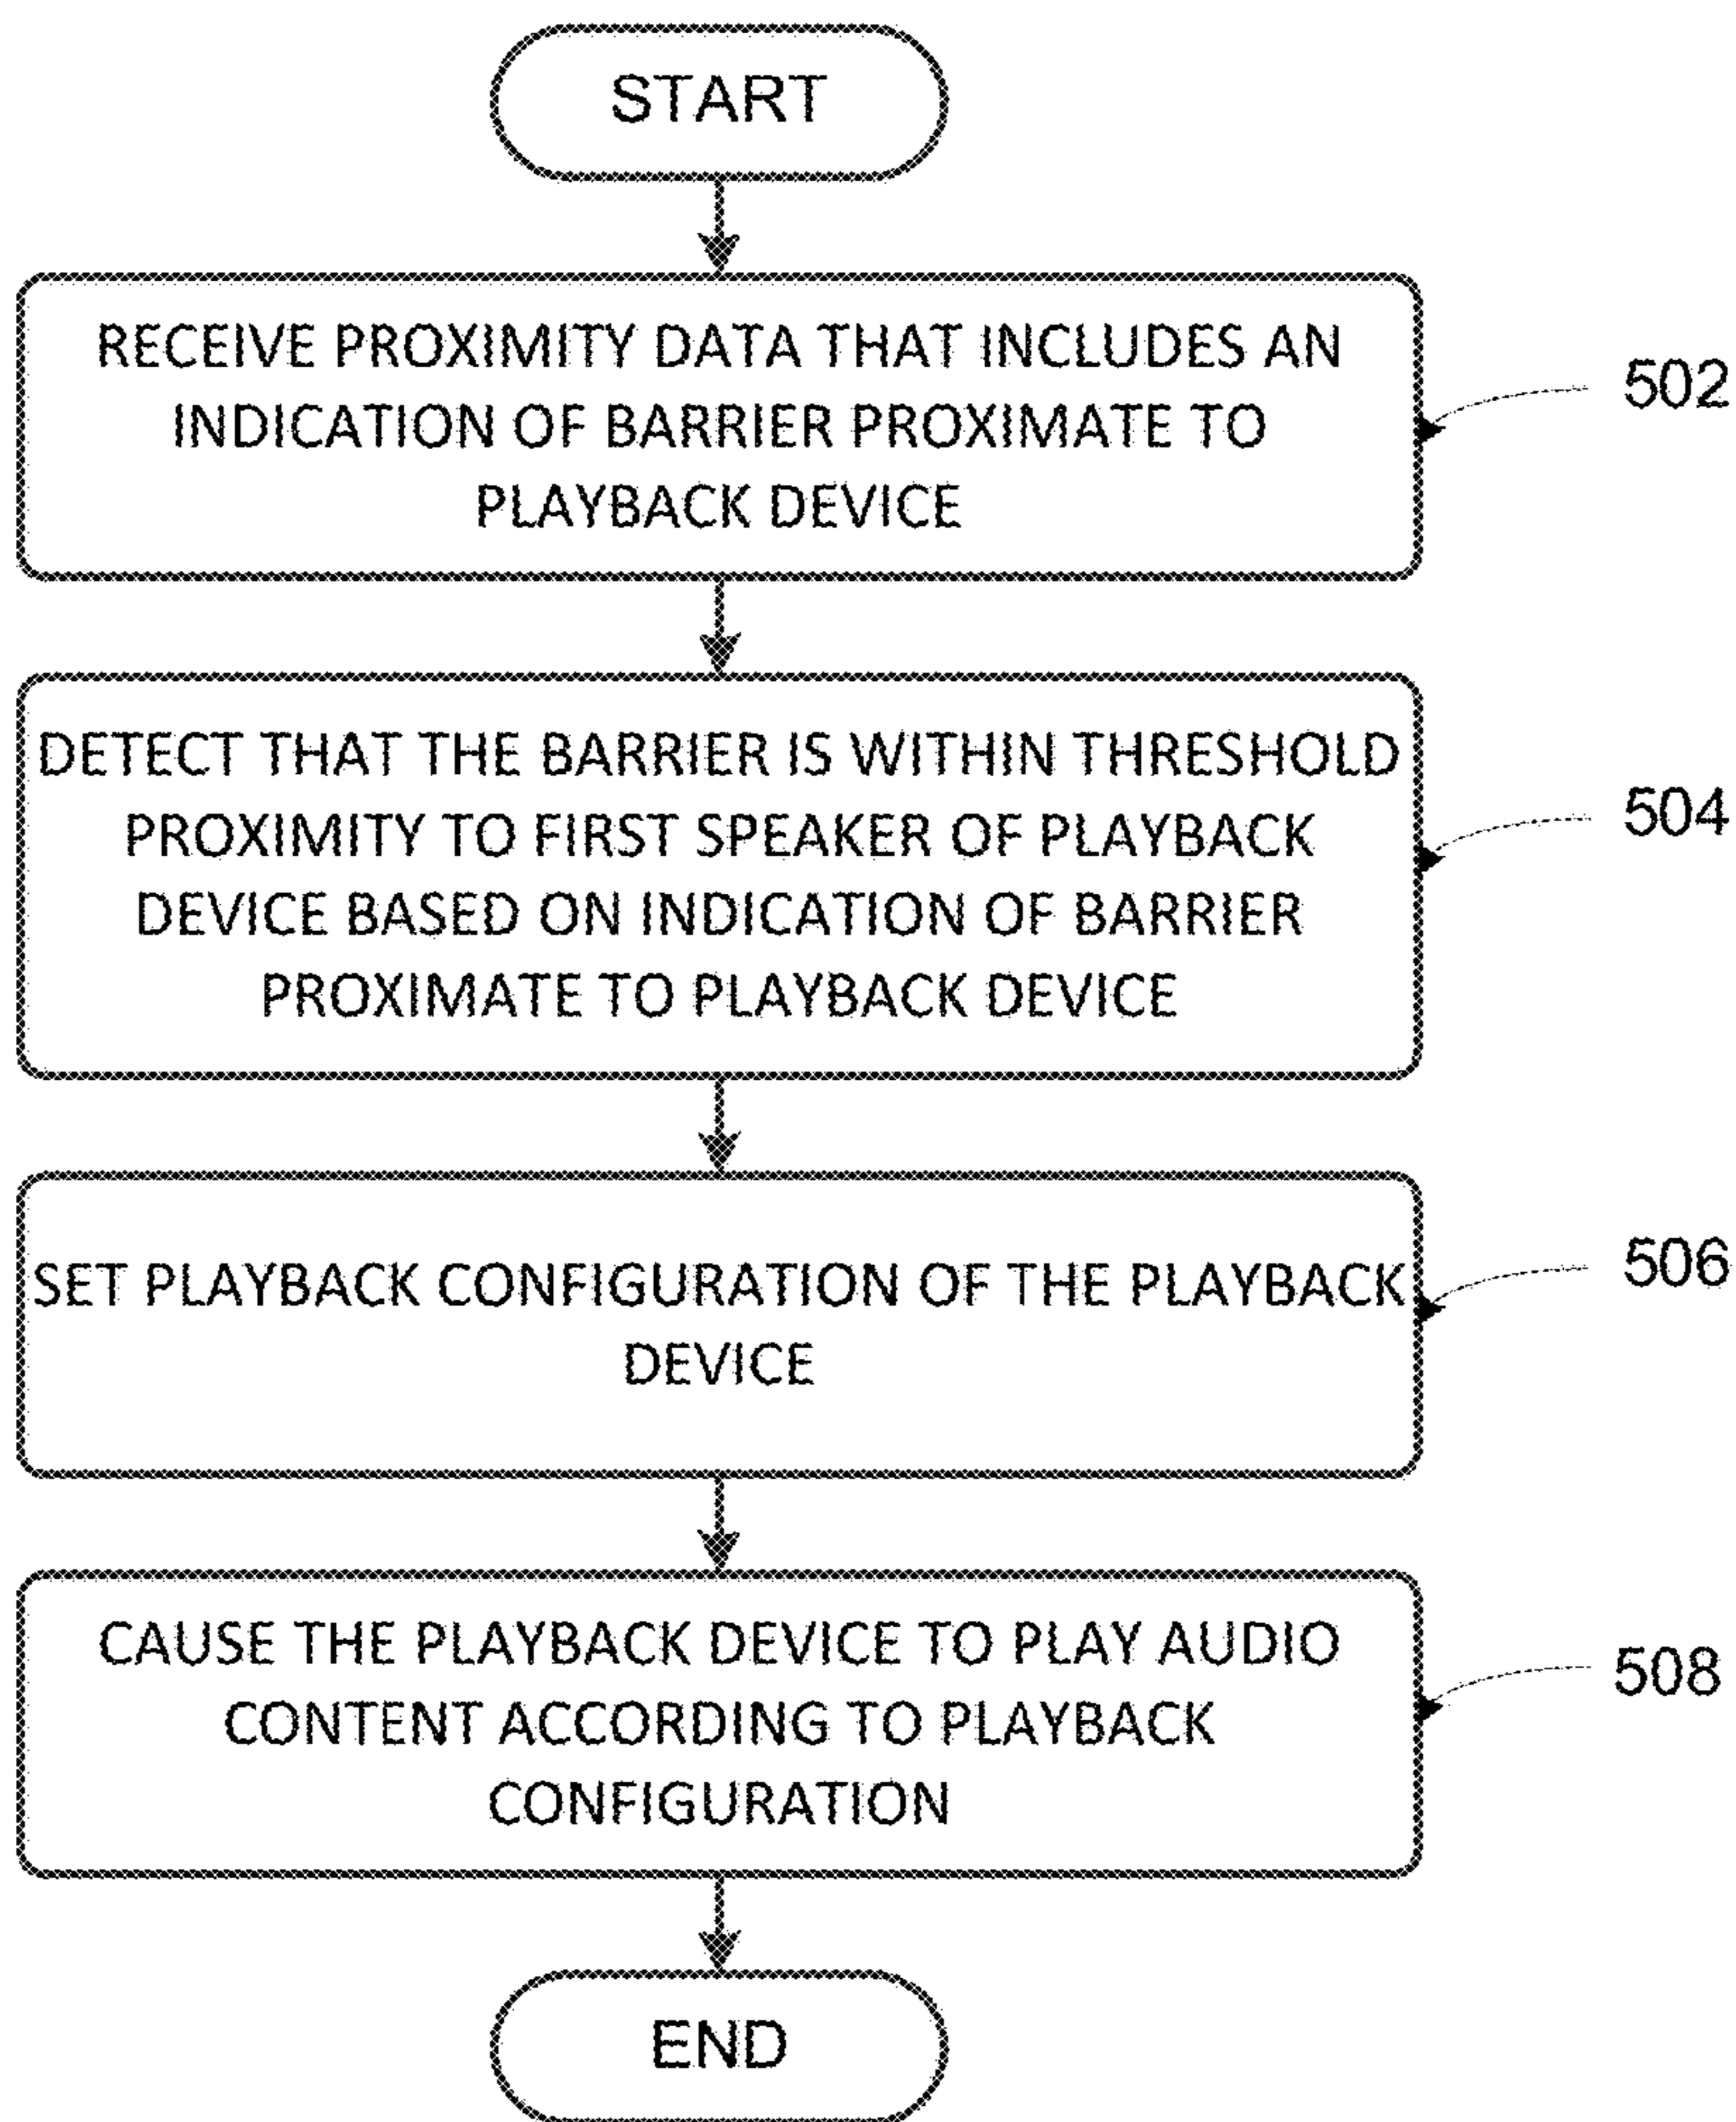 START
RECEIVE PROXIMITY DATA THAT INCLUDES AN
INDICATION OF BARRIER PROXIMATE TO
PLAYBACK DEVICE
502
DETECT THAT THE BARRIER IS WITHIN THRESHOLD
PROXIMITY TO FIRST SPEAKER OF PLAYBACK
DEVICE BASED ON INDICATION OF BARRIER
PROXIMATE TO PLAYBACK DEVICE
504
SET PLAYBACK CONFIGURATION OF THE PLAYBACK
DEVICE
506
CAUSE THE PLAYBACK DEVICE TO PLAY AUDIO
CONTENT ACCORDING TO PLAYBACK
CONFIGURATION
508
END